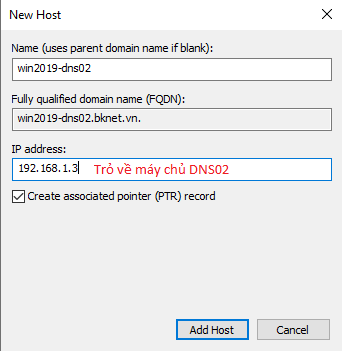 New Host
Name (uses parent domain name if blank):
win2019-dns02
Fully qualified domain name (FQDN):
win2019-dns02.bknet.vn.
IP address:
192.168.1.3 Trỏ về máy chủ DNS02
Create associated pointer (PTR) record
Add Host Cancel